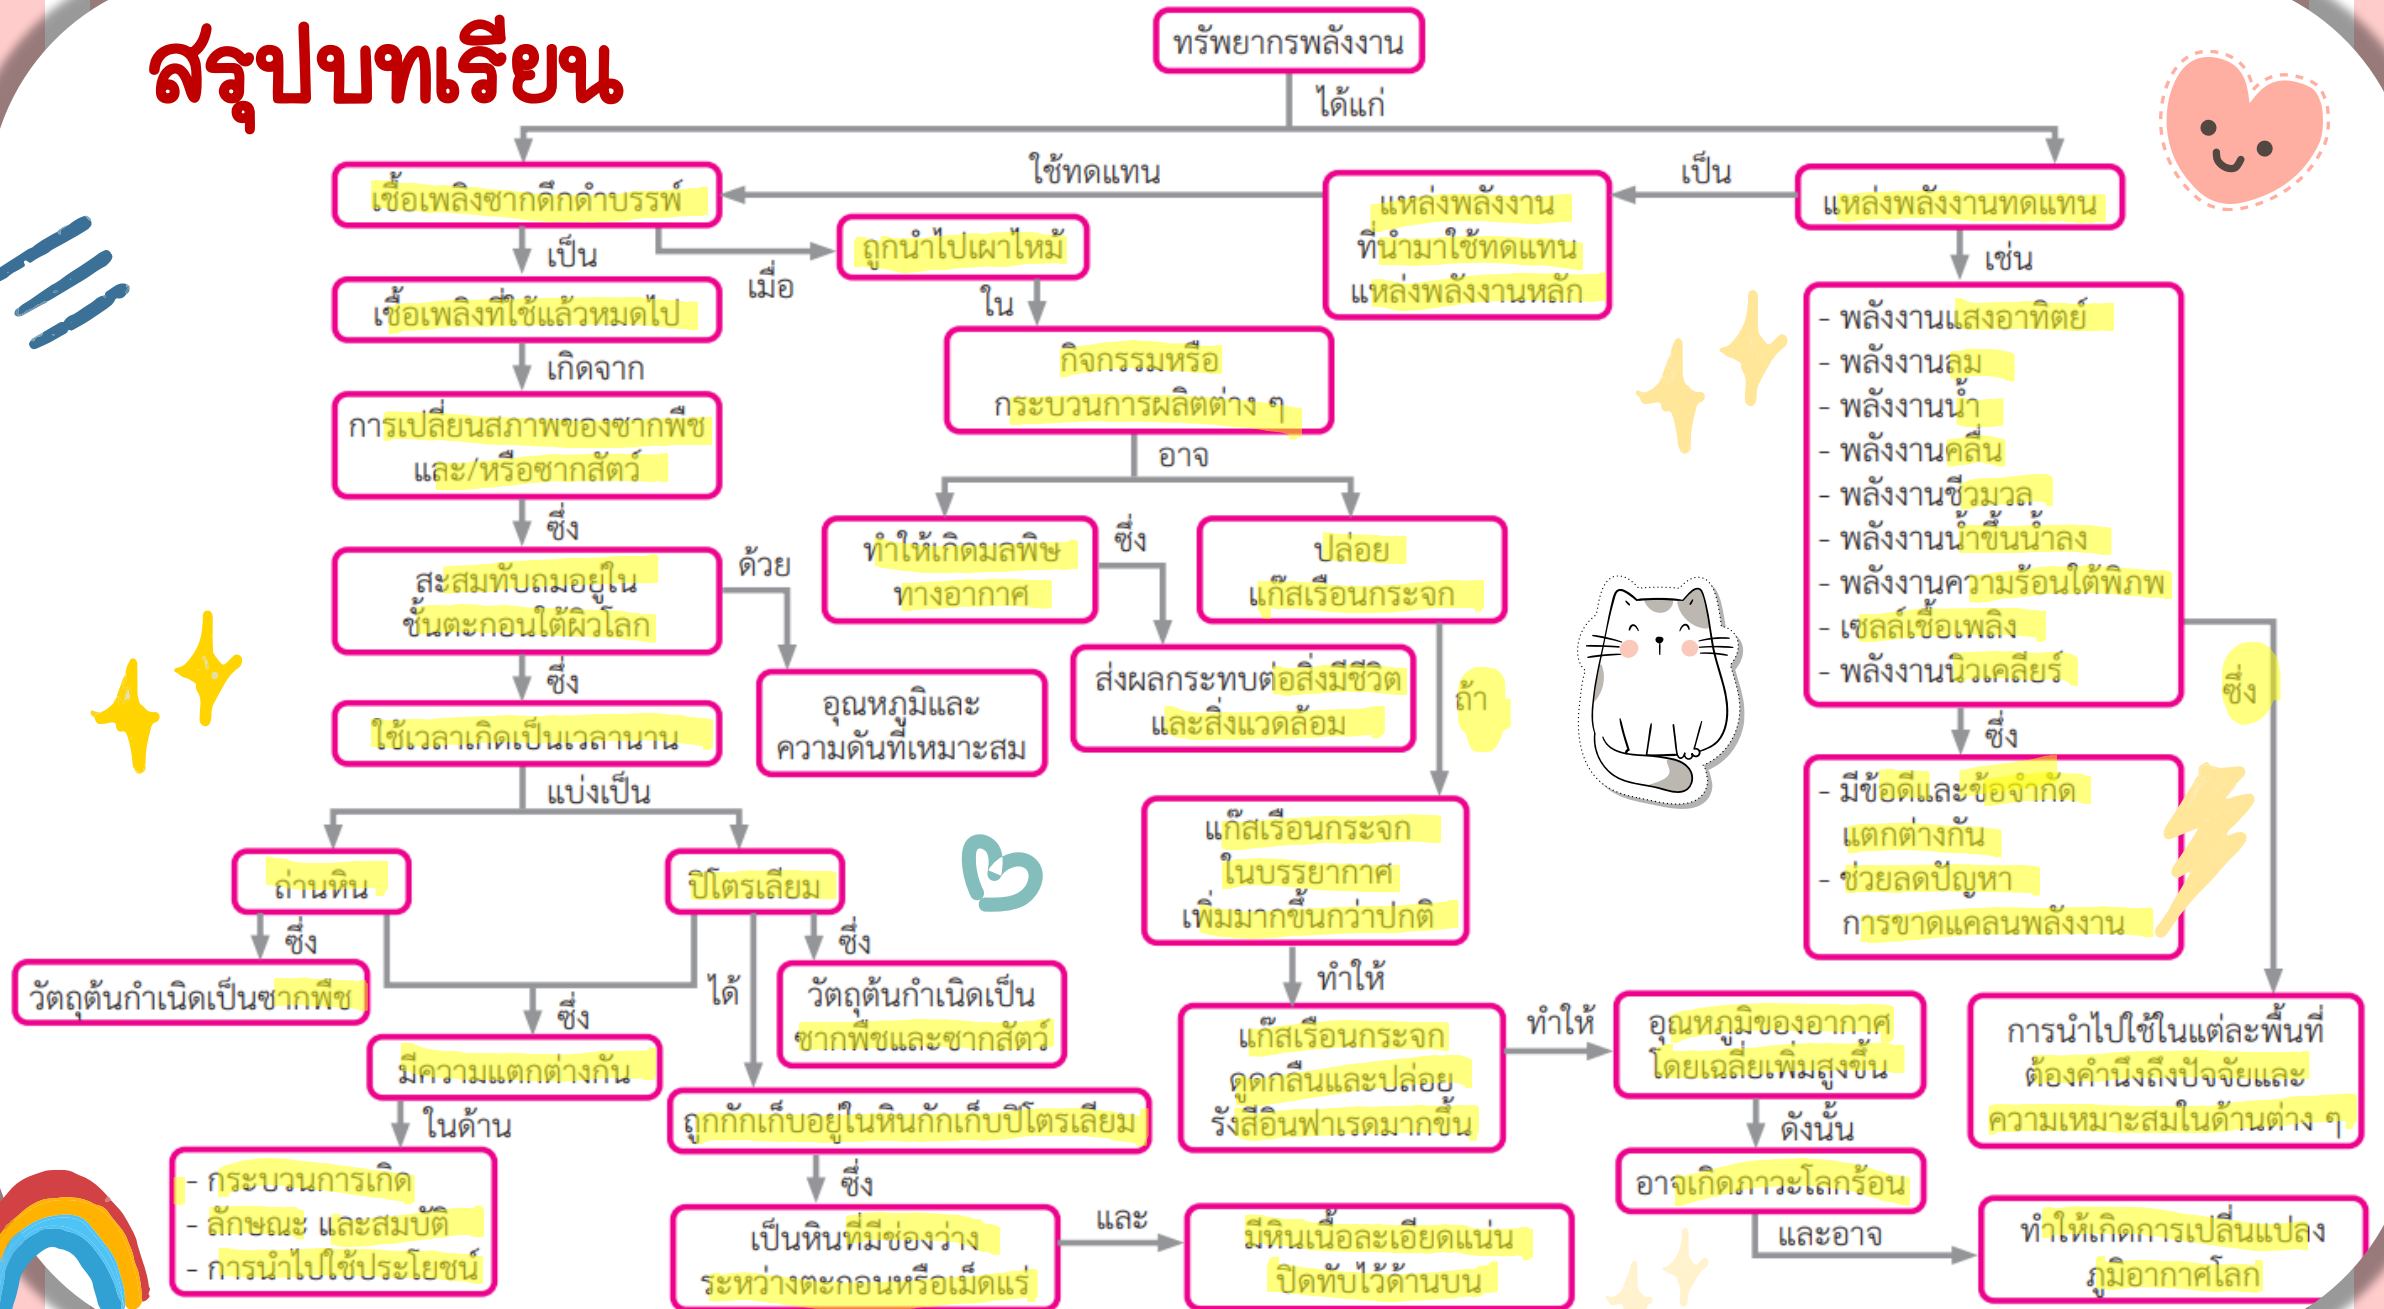 สรุปบทเรียน
ทรัพยากรพลังงาน
ได้แก่
เชื้อเพลิงซากดึกดำบรรพ์
ใช้ทดแทน
แหล่งพลังงาน
ที่นำมาใช้ทดแทน
แหล่งพลังงานหลัก
เป็น
แหล่งพลังงานทดแทน
เป็น
เมื่อ
ถูกนำไปเผาไหม้
เช่น
เชื้อเพลิงที่ใช้แล้วหมดไป
ใน
กิจกรรมหรือ
กระบวนการผลิตต่าง ๆ
- พลังงานแสงอาทิตย์
- พลังงานลม
- พลังงานน้ำ
- พลังงานคลื่น
- พลังงานชีวมวล
- พลังงานน้ำขึ้นน้ำลง
- พลังงานความร้อนใต้พิภพ
- เซลล์เชื้อเพลิง
- พลังงานนิวเคลียร์
เกิดจาก
การเปลี่ยนสภาพของซากพืช
และ/หรือซากสัตว์
อาจ
ซึ่ง
สะสมทับถมอยู่ใน
ชั้นตะกอนใต้ผิวโลก
ด้วย
อุณหภูมิและ
ความดันที่เหมาะสม
ทำให้เกิดมลพิษ
ทางอากาศ
ซึ่ง
ปล่อย
แก๊สเรือนกระจก
ส่งผลกระทบต่อสิ่งมีชีวิต
และสิ่งแวดล้อม
ถ้า
ซึ่ง
ซึ่ง
ใช้เวลาเกิดเป็นเวลานาน
ซึ่ง
- มีข้อดีและข้อจำกัด
แตกต่างกัน
- ช่วยลดปัญหา
การขาดแคลนพลังงาน
แบ่งเป็น
แก๊สเรือนกระจก
ในบรรยากาศ
เพิ่มมากขึ้นกว่าปกติ
ถ่านหิน
ปิโตรเลียม
ซึ่ง
วัตถุต้นกำเนิดเป็นซากพืช
ซึ่ง
ได้
ซึ่ง
วัตถุต้นกำเนิดเป็น
ซากพืชและซากสัตว์
ทำให้
แก๊สเรือนกระจก
ดูดกลืนและปล่อย
รังสีอินฟาเรดมากขึ้น
ทำให้
อุณหภูมิของอากาศ
โดยเฉลี่ยเพิ่มสูงขึ้น
การนำไปใช้ในแต่ละพื้นที่
ต้องคำนึงถึงปัจจัยและ
ความเหมาะสมในด้านต่าง ๆ
มีความแตกต่างกัน
ในด้าน
- กระบวนการเกิด
- ลักษณะ และสมบัติ
- การนำไปใช้ประโยชน์
ถูกกักเก็บอยู่ในหินกักเก็บปิโตรเลียม
ซึ่ง
เป็นหินที่มีช่องว่าง
ระหว่างตะกอนหรือเม็ดแร่
และ
มีหินเนื้อละเอียดแน่น
ปิดทับไว้ด้านบน
ดังนั้น
อาจเกิดภาวะโลกร้อน
และอาจ
ทำให้เกิดการเปลี่นแปลง
ภูมิอากาศโลก